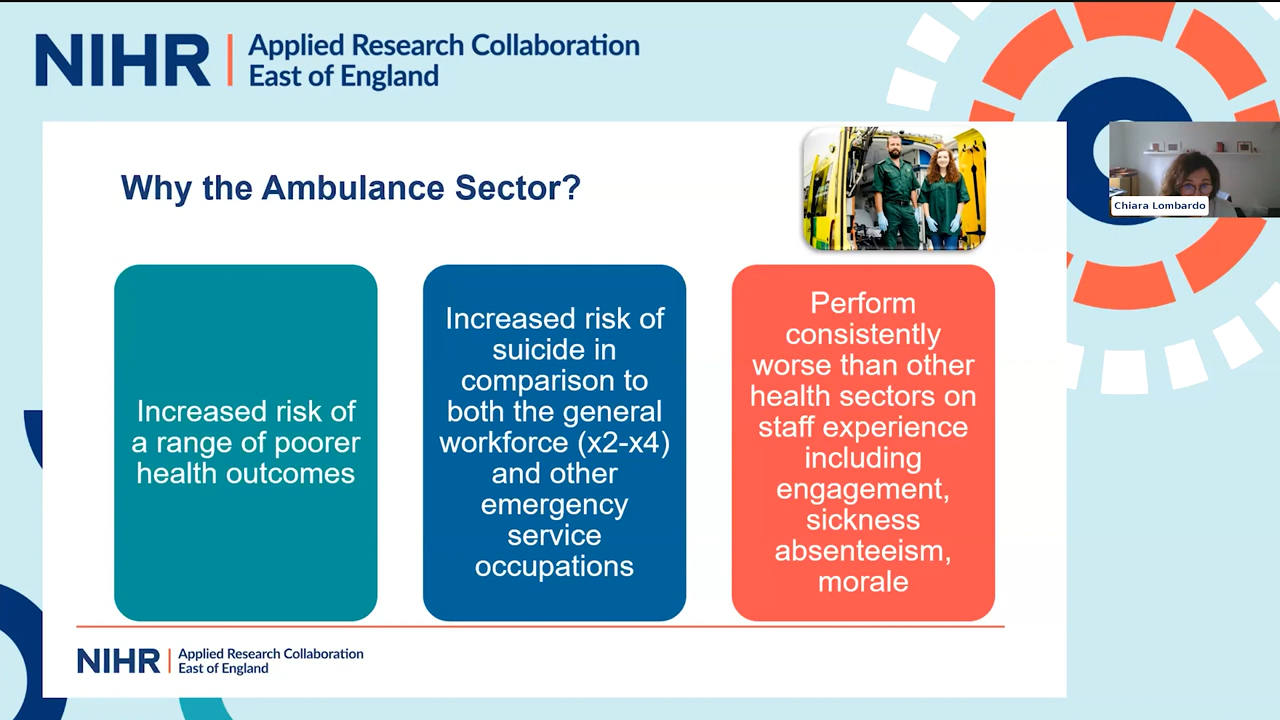 NIHR | Applied Research Collaboration
East of England
Why the Ambulance Sector?
Chiara Lombardo
Increased risk of
a range of poorer
health outcomes
Increased risk of
suicide in
comparison to
both the general
workforce (x2-x4)
and other
emergency
service
occupations
Perform
consistently
worse than other
health sectors on
staff experience
including
engagement,
sickness
absenteeism,
morale
NIHR | Applied Research Collaboration
East of England